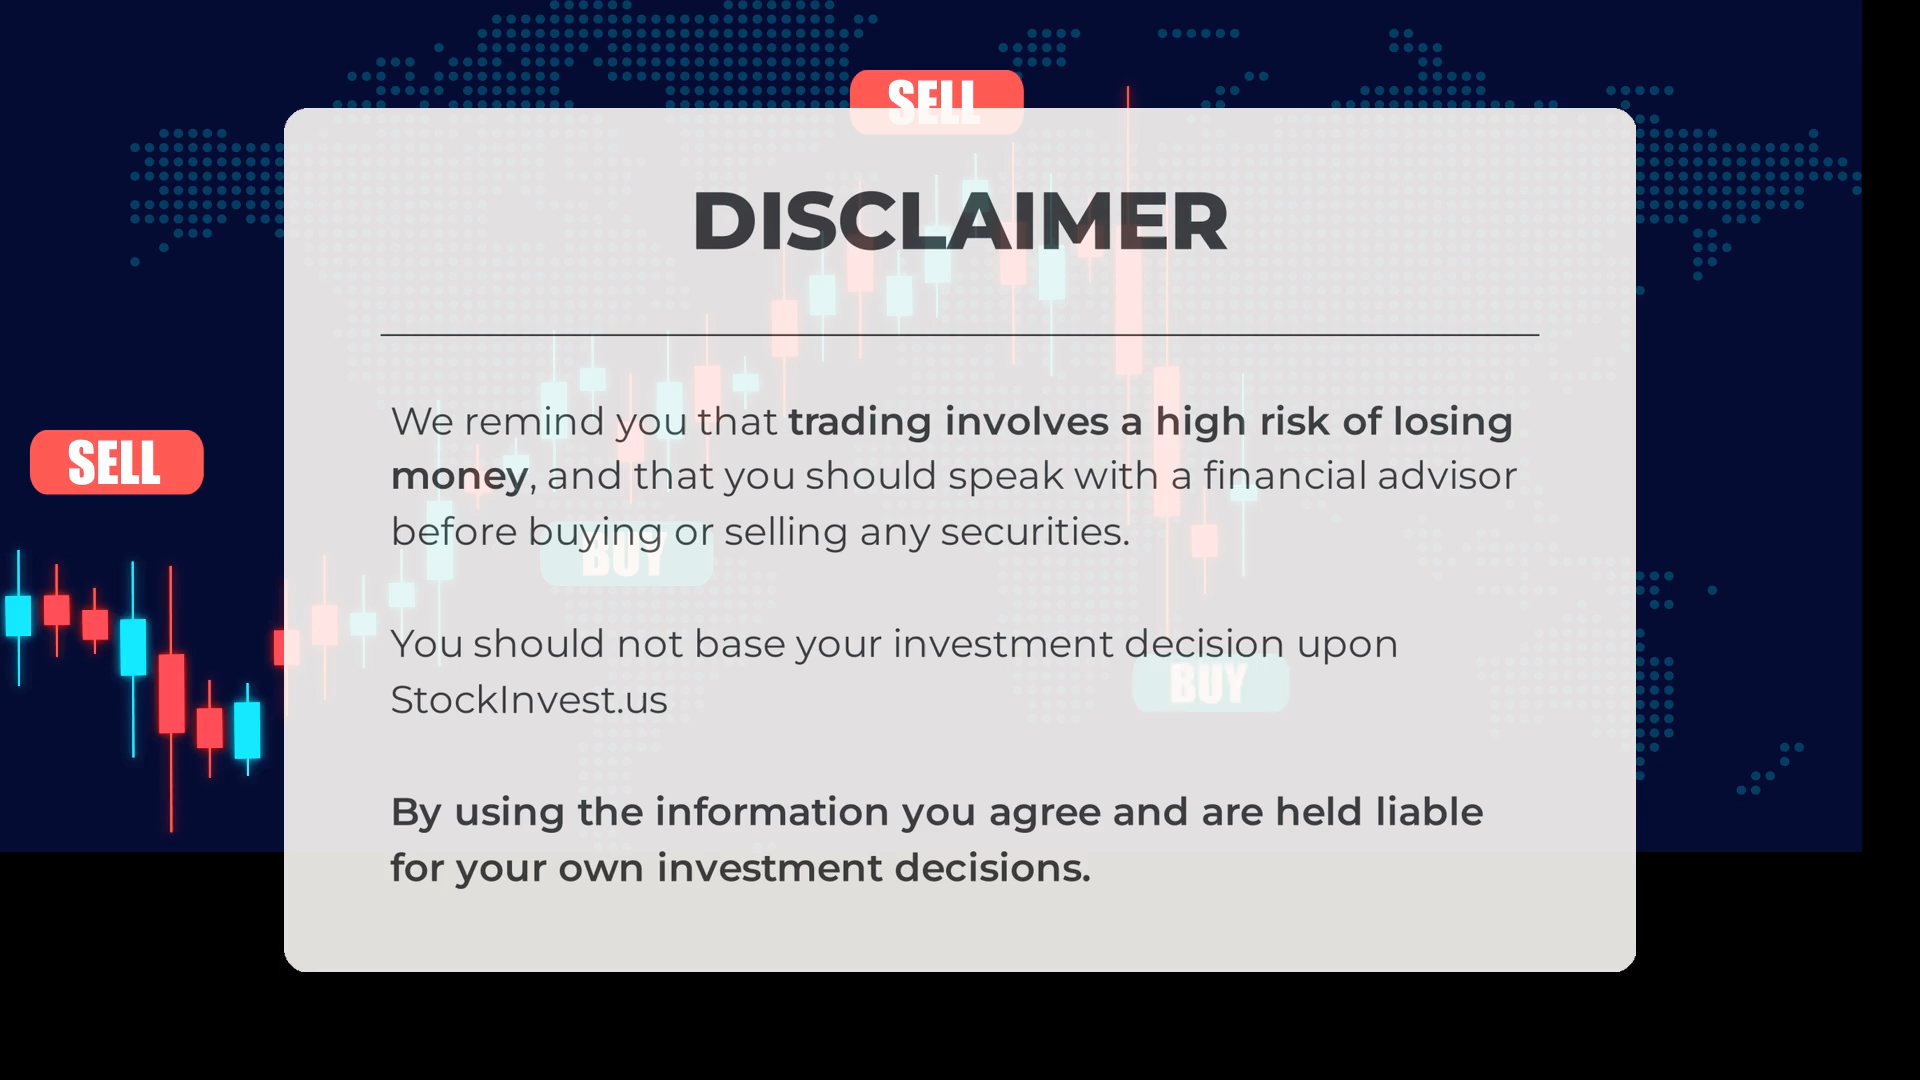 SELL
DISCLAIMER
We remind you that trading involves a high risk of losing
money, and that you should speak with a financial advisor
before buying or selling any securities.
SELL
BUY
You should not base your investment decision upon
StockInvest.us
BUY
By using the information you agree and are held liable
for your own investment decisions.